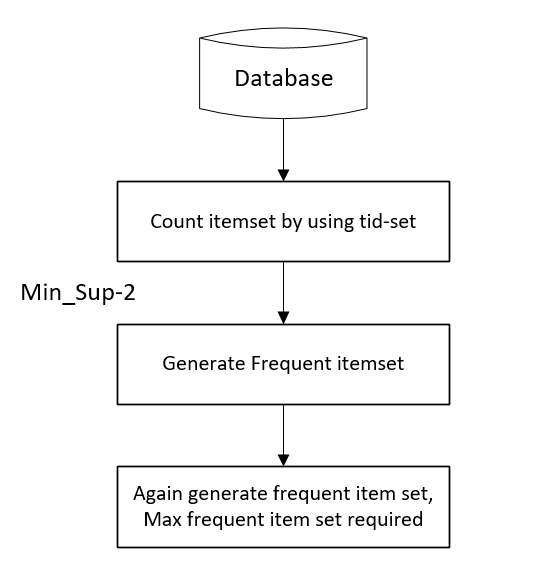 Database
Count itemset by using tid-set
Min_Sup-2
Generate Frequent itemset
Again generate frequent item set,
Max frequent item set required